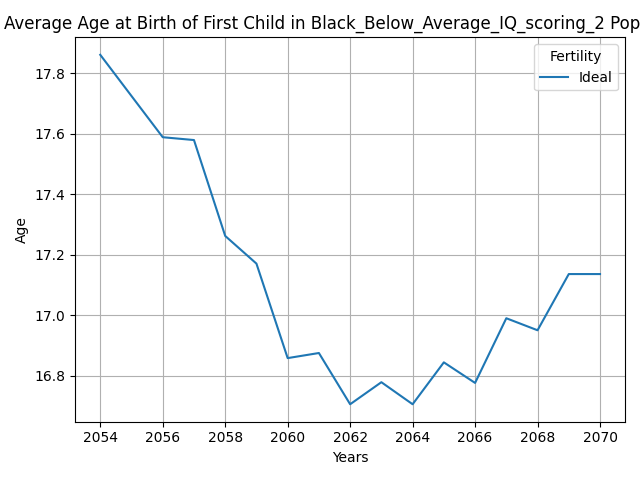 Average Age at Birth of First Child in Black_Below_Average_IQ_scoring_2 Pop
Fertility
Ideal
17.8
17.6
17.4
17.2
17.0
16.8
Age
2054 2056 2058 2060 2062 2064 2066 2068 2070
Years